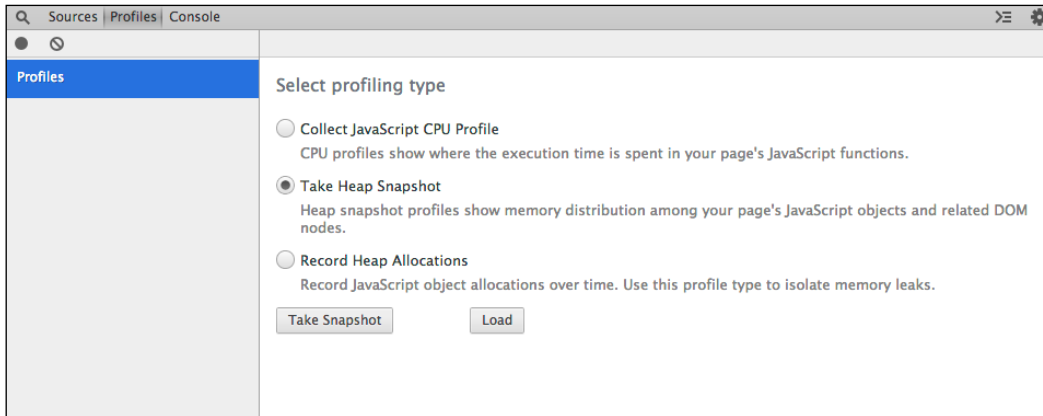 Sources Profiles Console
Profiles
Select profiling type
Collect JavaScript CPU Profile
CPU profiles show where the execution time is spent in your page's JavaScript functions.
Take Heap Snapshot
Heap snapshot profiles show memory distribution among your page's JavaScript objects and related DOM
nodes.
Record Heap Allocations
Record JavaScript object allocations over time. Use this profile type to isolate memory leaks.
Take Snapshot Load